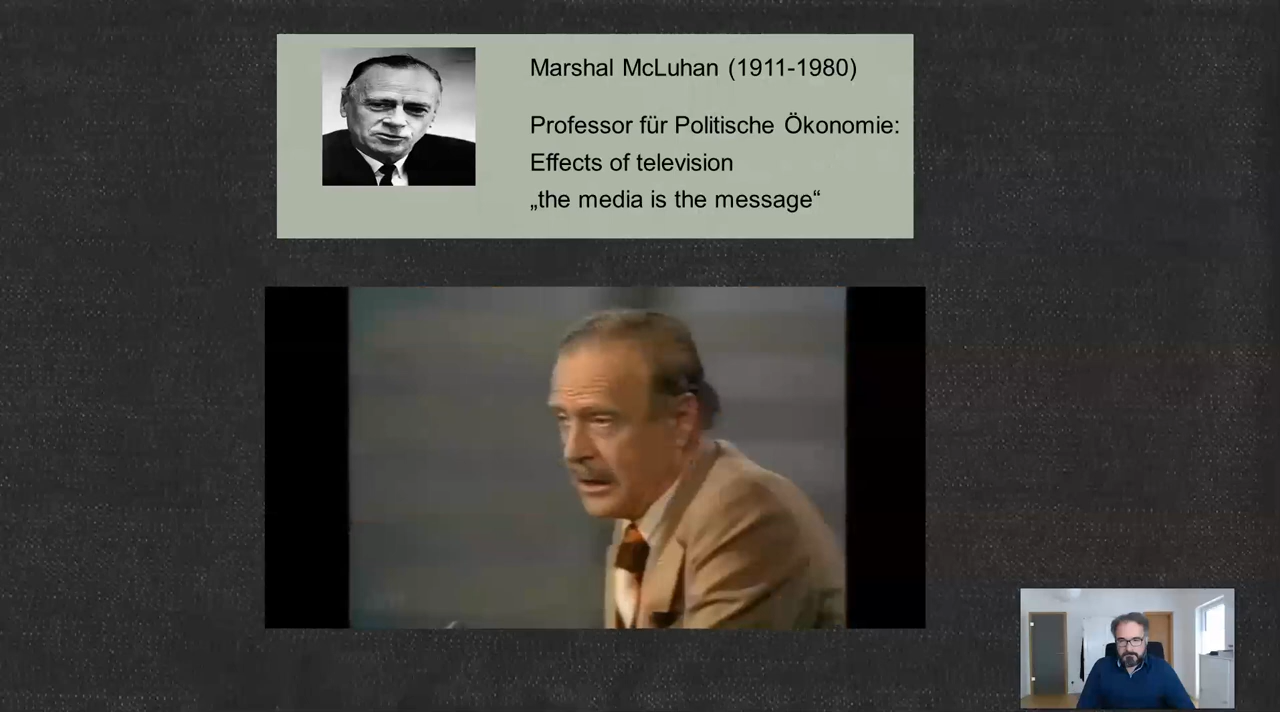 Marshal McLuhan (1911-1980)
Professor für Politische Ökonomie:
Effects of television
„the media is the message“